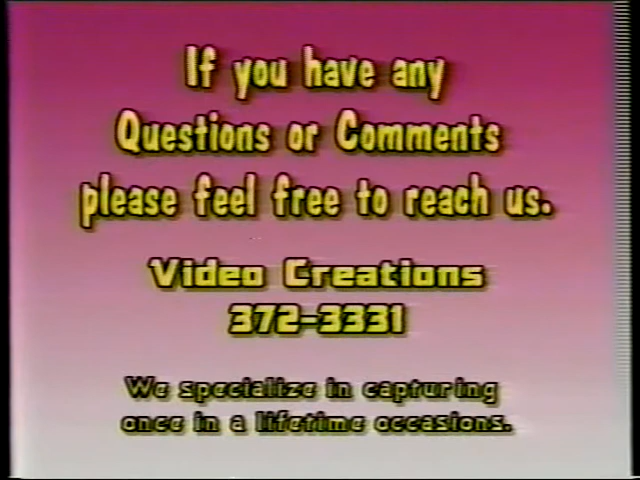 If you have any
Questions or Comments
please feel free to reach us.
Video Creations
372-3331
We specialize in capturing
once in a lifetime occasions.